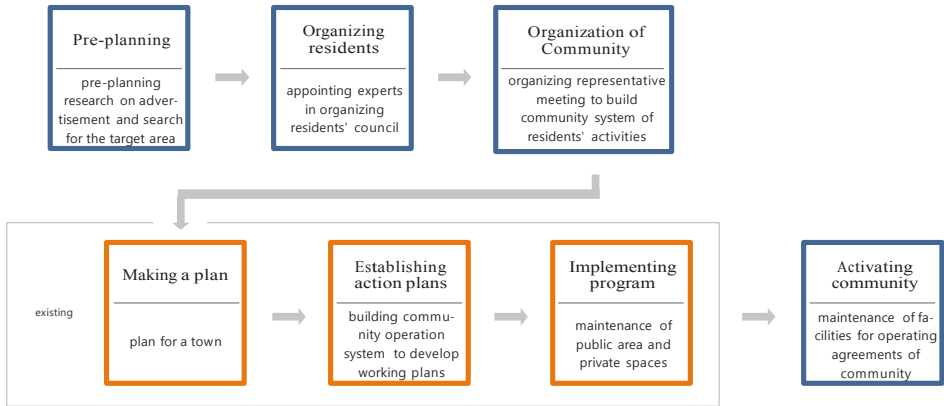 Pre-planning
pre-planning
research on adver-
tisement and search
for the target area
Organizing
residents
appointing experts
in organizing
residents' council
Organization of
Community
organizing representative
meeting to build
community system of
residents' activities
existing
Making a plan
plan for a town
Establishing
action plans
building commu-
nity operation
system to develop
working plans
Implementing
program
maintenance of
public area and
private spaces
Activating
community
maintenance of fa-
cilities for operating
agreements of
community